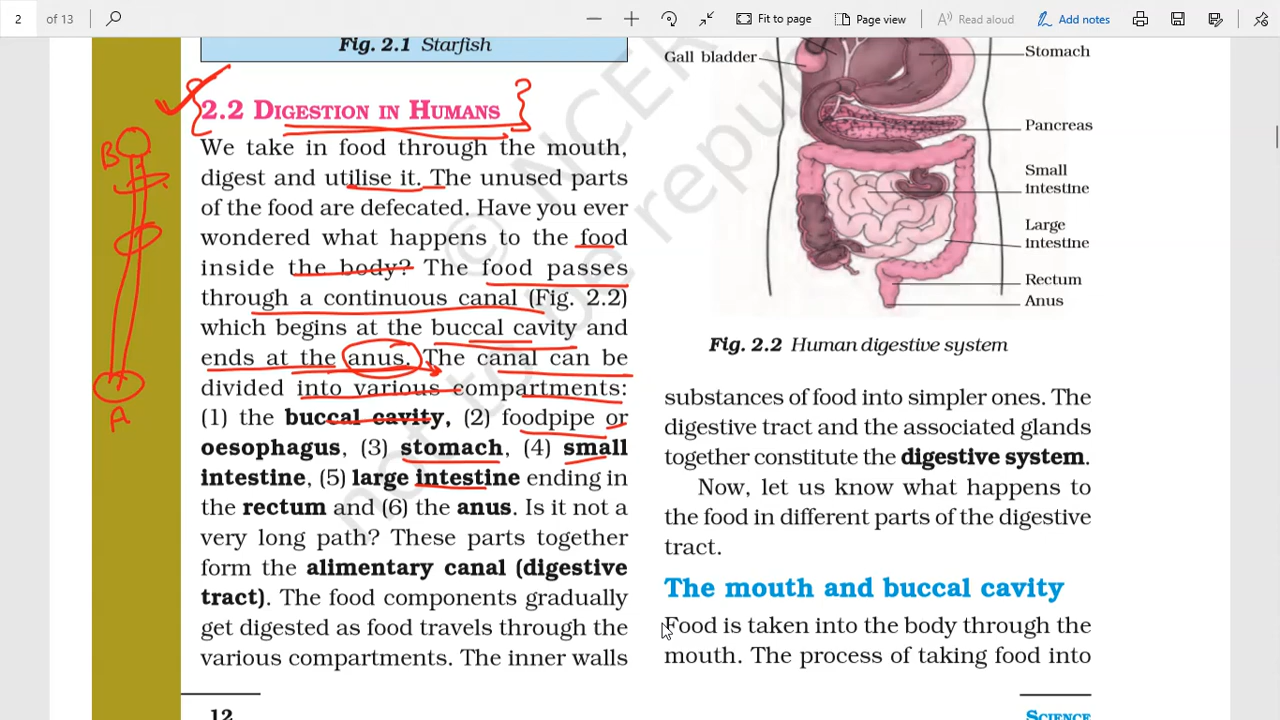 2
of 13
Fit to page
Page view
Read aloud
Add notes
Fig. 2.1 Starfish
2.2 DIGESTION IN HUMANS
We take in food through the mouth,
digest and utilise it. The unused parts
of the food are defecated. Have you ever
wondered what happens to the food
inside the body? The food passes
through a continuous canal (Fig. 2.2)
which begins at the buccal cavity and
ends at the anus. The canal can be
divided into various compartments:
(1) the buccal cavity, (2) foodpipe or
oesophagus, (3) stomach, (4) small
intestine, (5) large intestine ending in
the rectum and (6) the anus. Is it not a
very long path? These parts together
form the alimentary canal (digestive
tract). The food components gradually
get digested as food travels through the
various compartments. The inner walls
12
B
A
Gall bladder
Stomach
Pancreas
Small
intestine
Large
intestine
Rectum
Anus
Fig. 2.2 Human digestive system
substances of food into simpler ones. The
digestive tract and the associated glands
together constitute the digestive system.
Now, let us know what happens to
the food in different parts of the digestive
tract.
The mouth and buccal cavity
Food is taken into the body through the
mouth. The process of taking food into
SCIENCE
© NCER
not to be repu